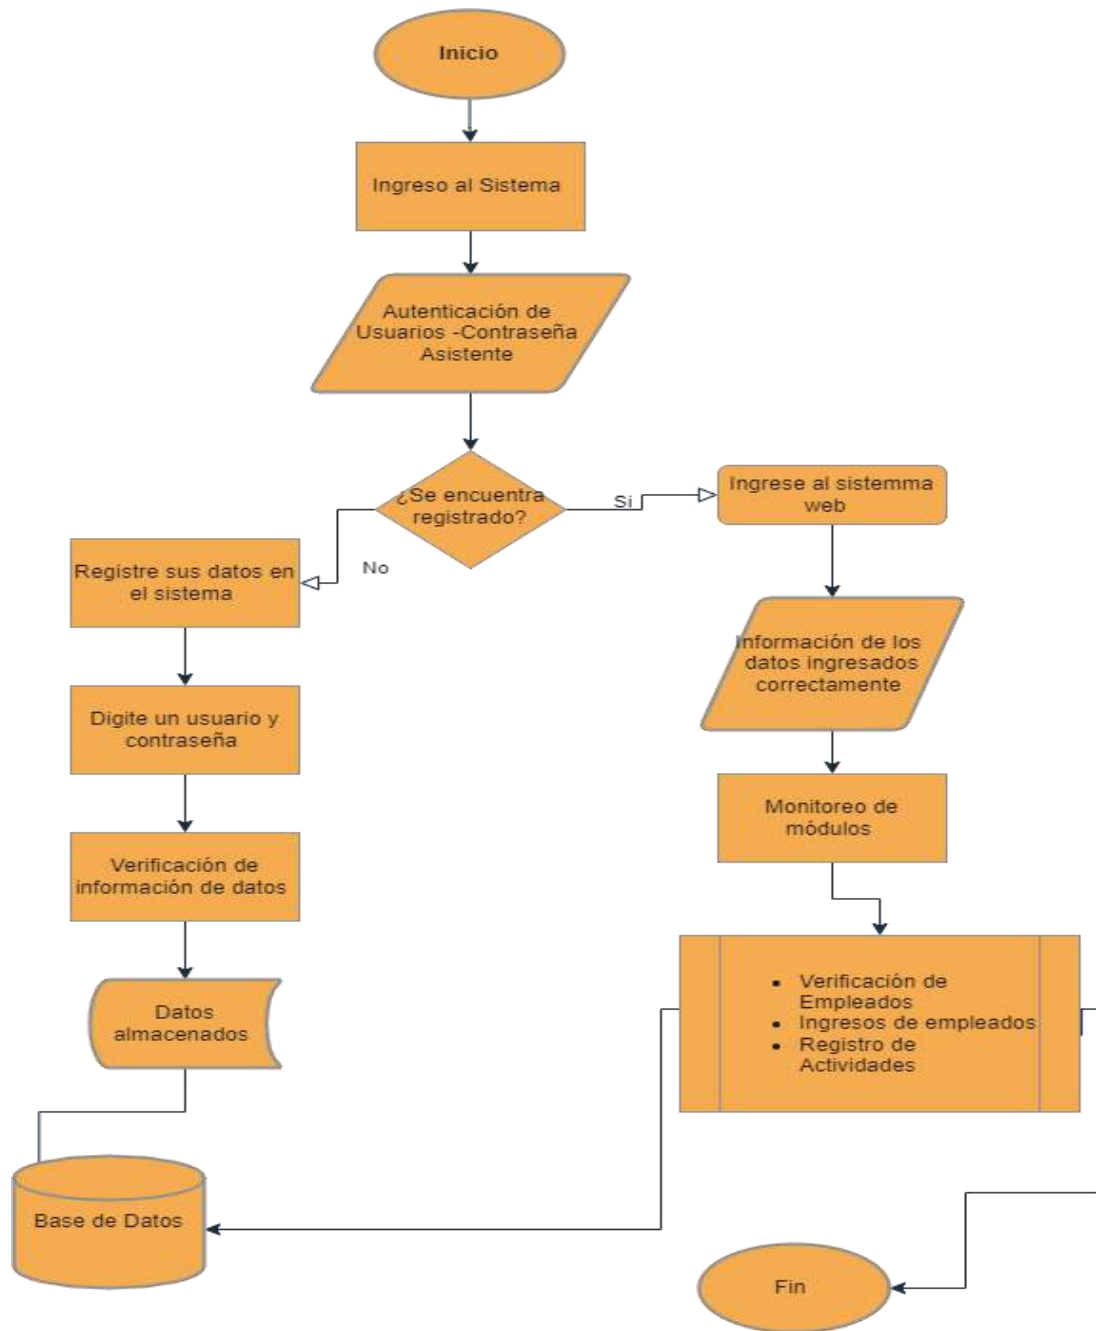 Inicio
Ingreso al Sistema
Autenticación de
Usuarios -Contraseña
Asistente
¿Se encuentra
registrado?
Si
Ingrese al sistemma
web
No
Registre sus datos en
el sistema
Información de los
datos ingresados
correctamente
Digite un usuario y
contraseña
Monitoreo de
módulos
Verificación de
información de datos
• Verificación de
Empleados
• Ingresos de empleados
• Registro de
Actividades
Datos
almacenados
Base de Datos
Fin